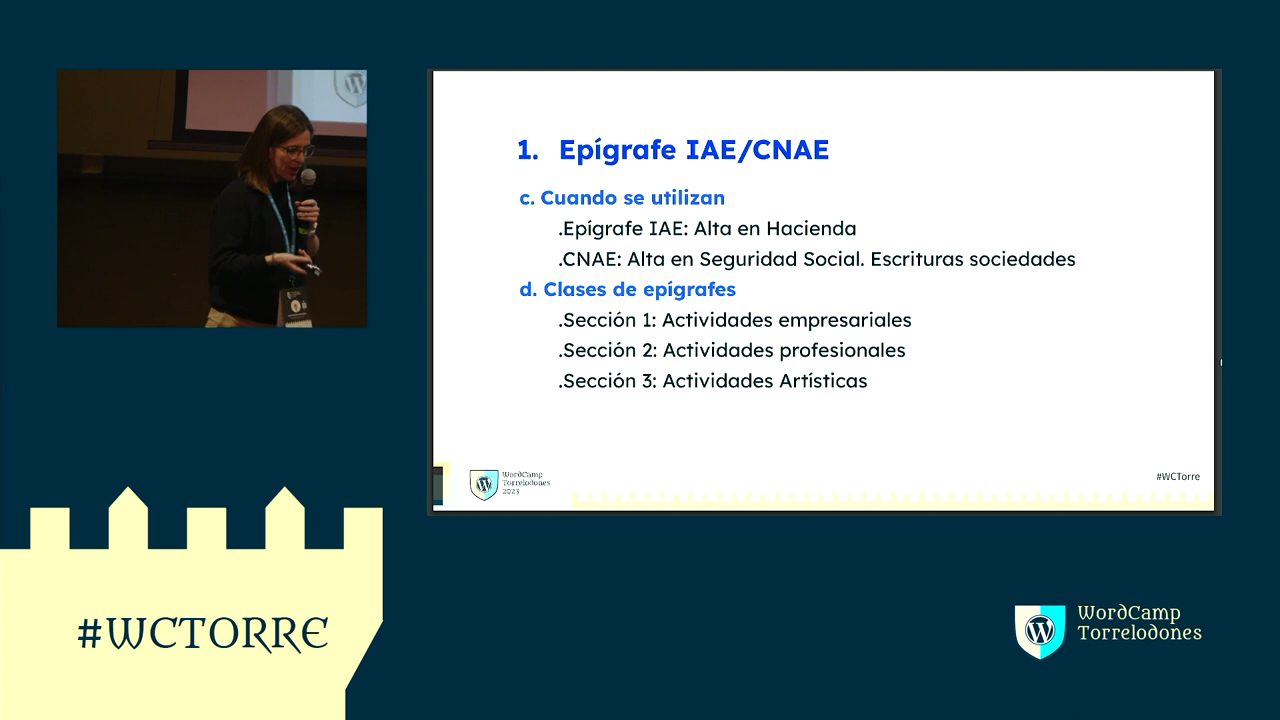 1. Epígrafe IAE/CNAE
c. Cuando se utilizan
.Epígrafe IAE: Alta en Hacienda
.CNAE: Alta en Seguridad Social. Escrituras sociedades
d. Clases de epígrafes
.Sección 1: Actividades empresariales
.Sección 2: Actividades profesionales
.Sección 3: Actividades Artísticas
WordCamp
Torrelodones
2023
#WCTorre
#WCTORRE
WordCamp
Torrelodones